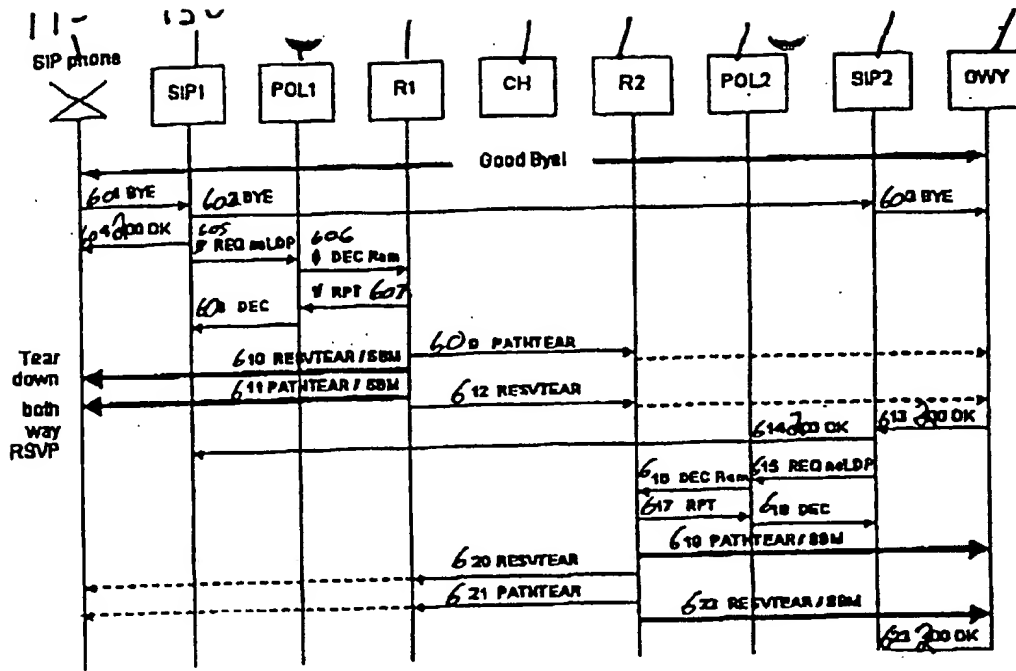 SIP phone
SIP1
POL1
R1
CH
R2
POL2
SIP2
GWY
Good Bye!
601 BYE
602 BYE
603 BYE
604 200 OK
605 REQ noLDP
606 DEC Rem
RPT 607
608 DEC
609 PATHTEAR
Tear
down
both
way
RSVP
610 RESVTEAR / SBM
611 PATHTEAR / SBM
612 RESVTEAR
613 200 OK
614 200 OK
615 REQ noLDP
616 DEC Rem
617 RPT
618 DEC
619 PATHTEAR / SBM
620 RESVTEAR
621 PATHTEAR
622 RESVTEAR / SBM
623 200 OK